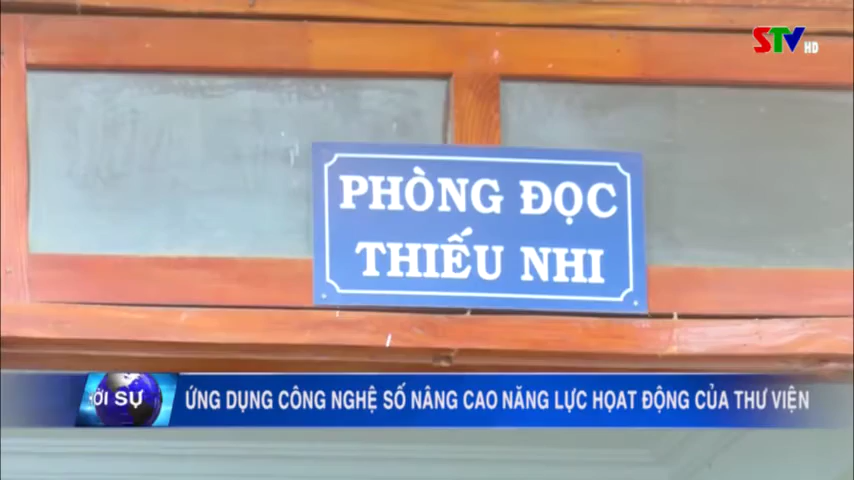 STV HD
PHÒNG ĐỌC
THIẾU NHI
ỜI SỰ
ỨNG DỤNG CÔNG NGHỆ SỐ NÂNG CAO NĂNG LỰC HỌAT ĐỘNG CỦA THƯ VIỆN